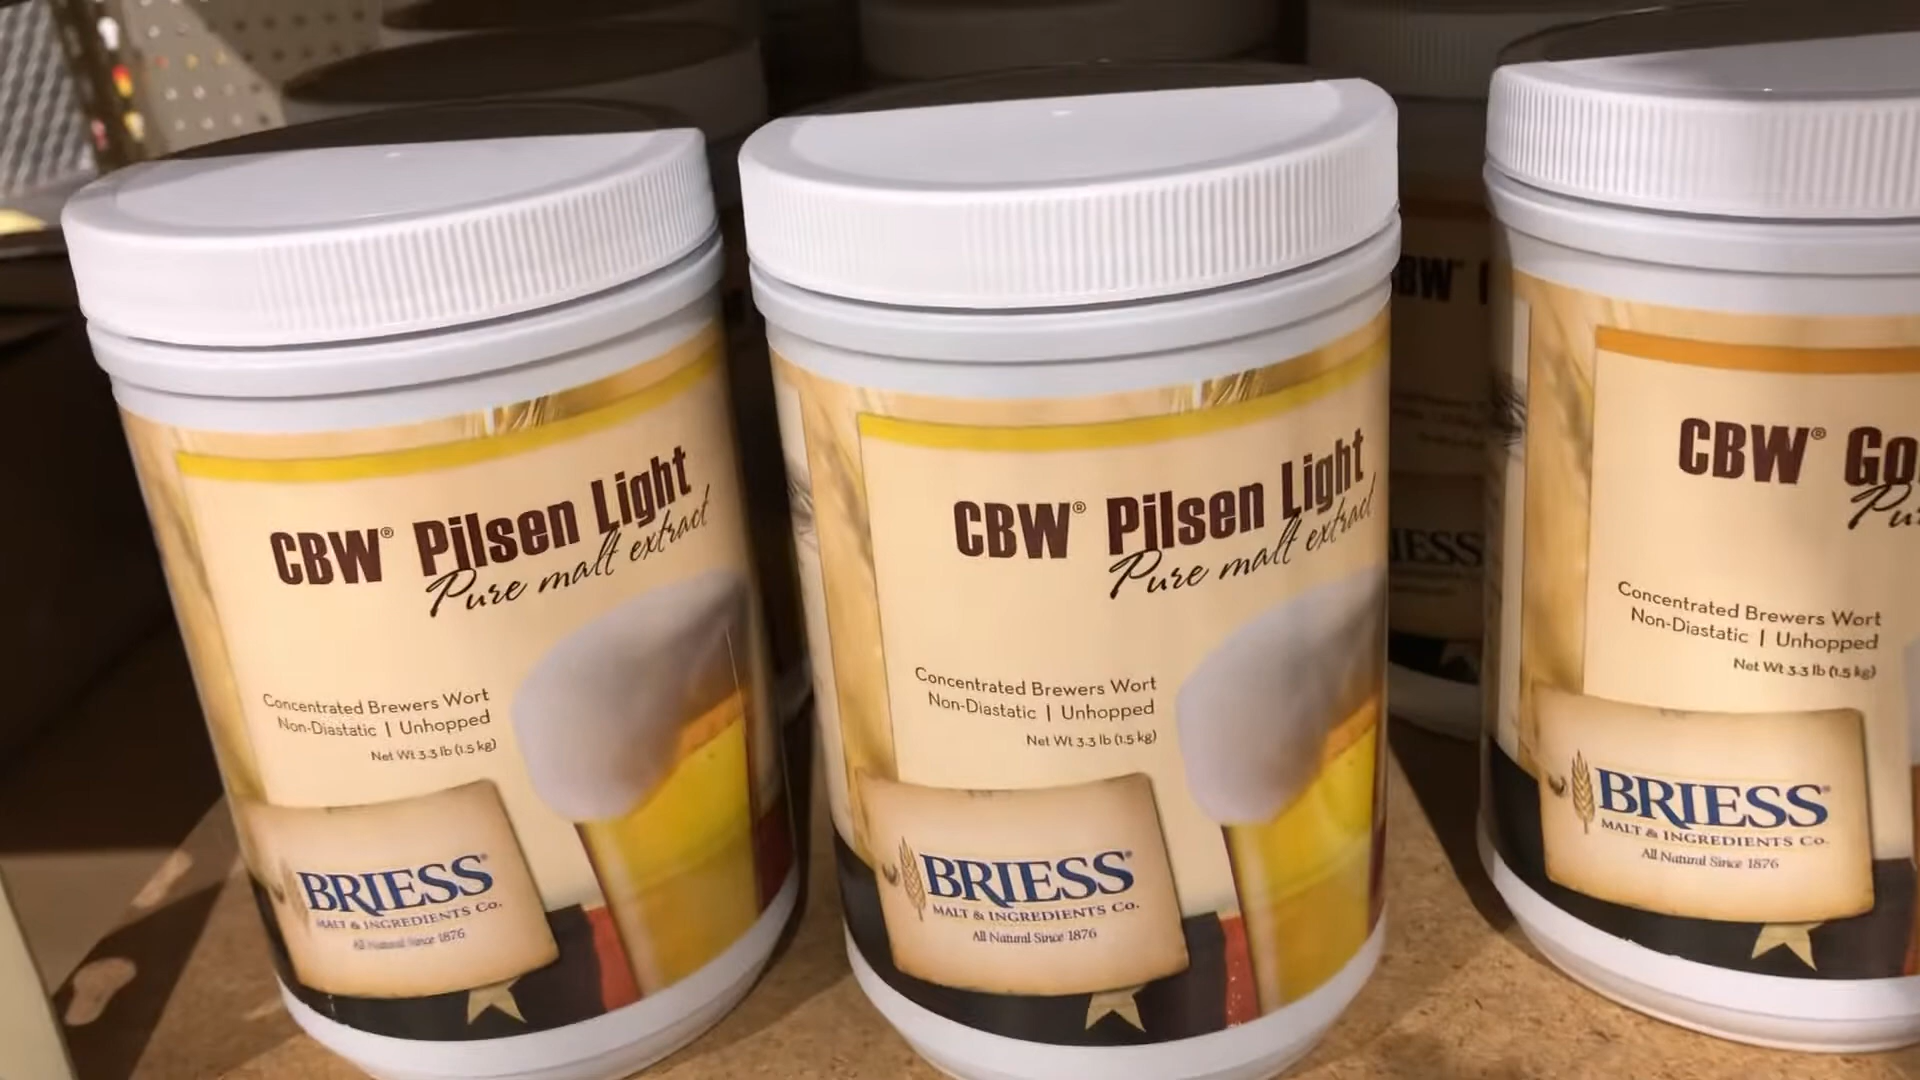 CBW® Pilsen Light
Pure malt extract
Concentrated Brewers Wort
Non-Diastatic | Unhopped
Net Wt 3.3 lb (1.5 kg)
BRIESS®
MALT & INGREDIENTS Co.
All Natural Since 1876
CBW® Pilsen Light
Pure malt extract
Concentrated Brewers Wort
Non-Diastatic | Unhopped
Net Wt 3.3 lb (1.5 kg)
BRIESS®
MALT & INGREDIENTS Co.
All Natural Since 1876
BW
IESS
CBW® Go
Pu
Concentrated Brewers Wort
Non-Diastatic | Unhopped
Net Wt 3.3 lb (1.5 kg)
BRIESS®
MALT & INGREDIENTS Co.
All Natural Since 1876